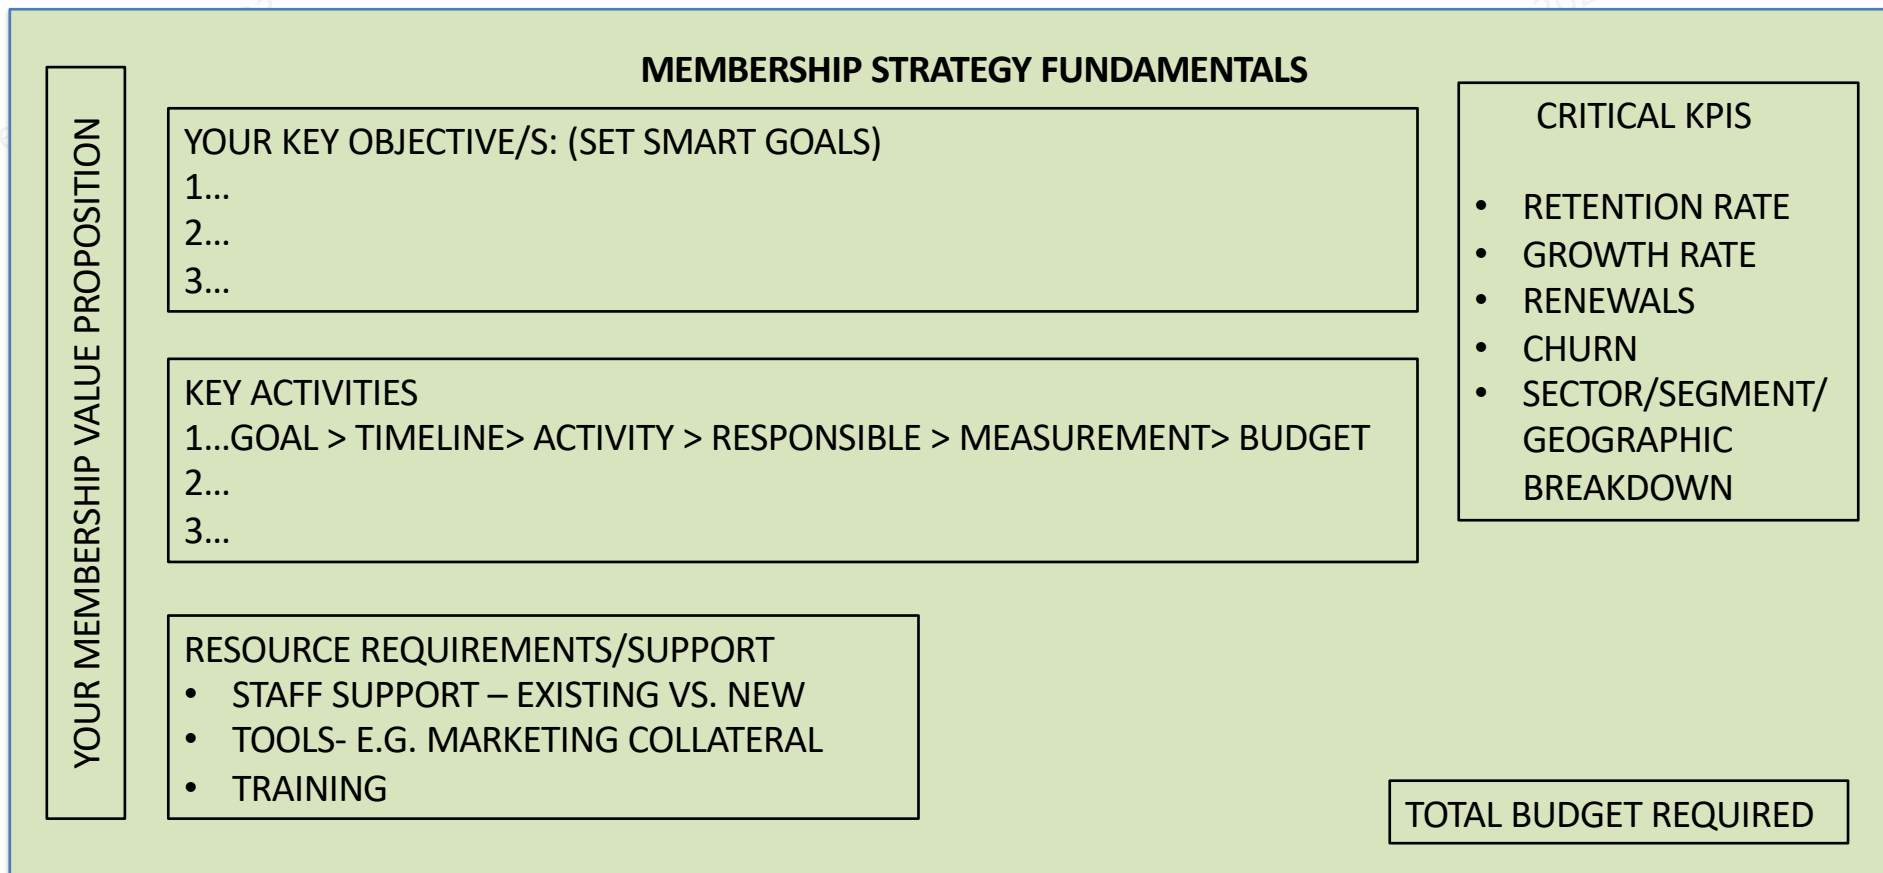 MEMBERSHIP STRATEGY FUNDAMENTALS
YOUR MEMBERSHIP VALUE PROPOSITION
YOUR KEY OBJECTIVE/S: (SET SMART GOALS)
1...
2...
3...
KEY ACTIVITIES
1...GOAL > TIMELINE> ACTIVITY > RESPONSIBLE > MEASUREMENT> BUDGET
2...
3...
RESOURCE REQUIREMENTS/SUPPORT
• STAFF SUPPORT – EXISTING VS. NEW
• TOOLS- E.G. MARKETING COLLATERAL
• TRAINING
CRITICAL KPIS
• RETENTION RATE
• GROWTH RATE
• RENEWALS
• CHURN
• SECTOR/SEGMENT/
GEOGRAPHIC
BREAKDOWN
TOTAL BUDGET REQUIRED